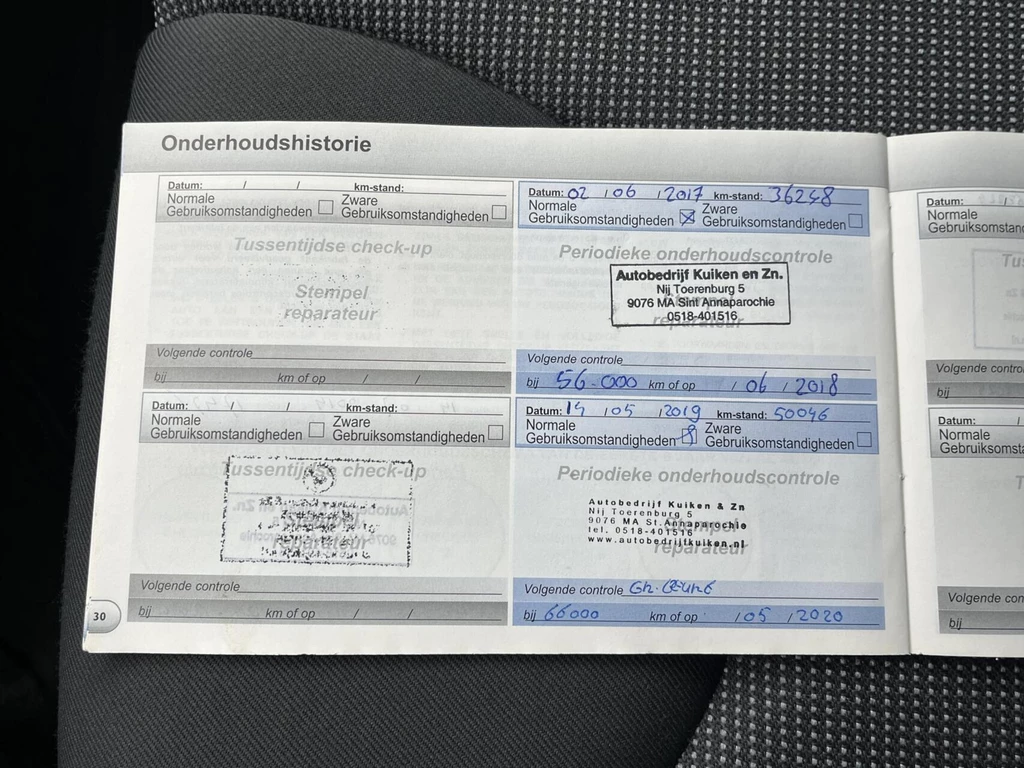 Onderhoudshistorie
Datum: / / km-stand:
Normale Gebruiksomstandigheden Zware Gebruiksomstandigheden
Tussentijdse check-up
Stempel
reparateur
Volgende controle
bij km of op / /
Datum: 02 / 06 / 2017 km-stand: 36248
Normale Gebruiksomstandigheden Zware Gebruiksomstandigheden
Periodieke onderhoudscontrole
Autobedrijf Kuiken en Zn.
Nij Toerenburg 5
9076 MA Sint Annaparochie
0518-401516
reparateur
Volgende controle
bij 56-000 km of op / 06 / 2018
Datum: / / km-stand:
Normale Gebruiksomstandigheden Zware Gebruiksomstandigheden
Tussentijdse check-up
reparateur
Volgende controle
bij km of op / /
Datum: 14 / 05 / 2019 km-stand: 50046
Normale Gebruiksomstandigheden Zware Gebruiksomstandigheden
Periodieke onderhoudscontrole
Autobedrijf Kuiken & Zn
Nij Toerenburg 5
9076 MA St. Annaparochie
tel. 0518-401516
www.autobedrijfkuiken.nl
Stempel
reparateur
Volgende controle
bij 66000 km of op / 05 / 2020
30
Datum: /
Normale
Volgende
bij
Datum: /
Normale
Volgende
bij